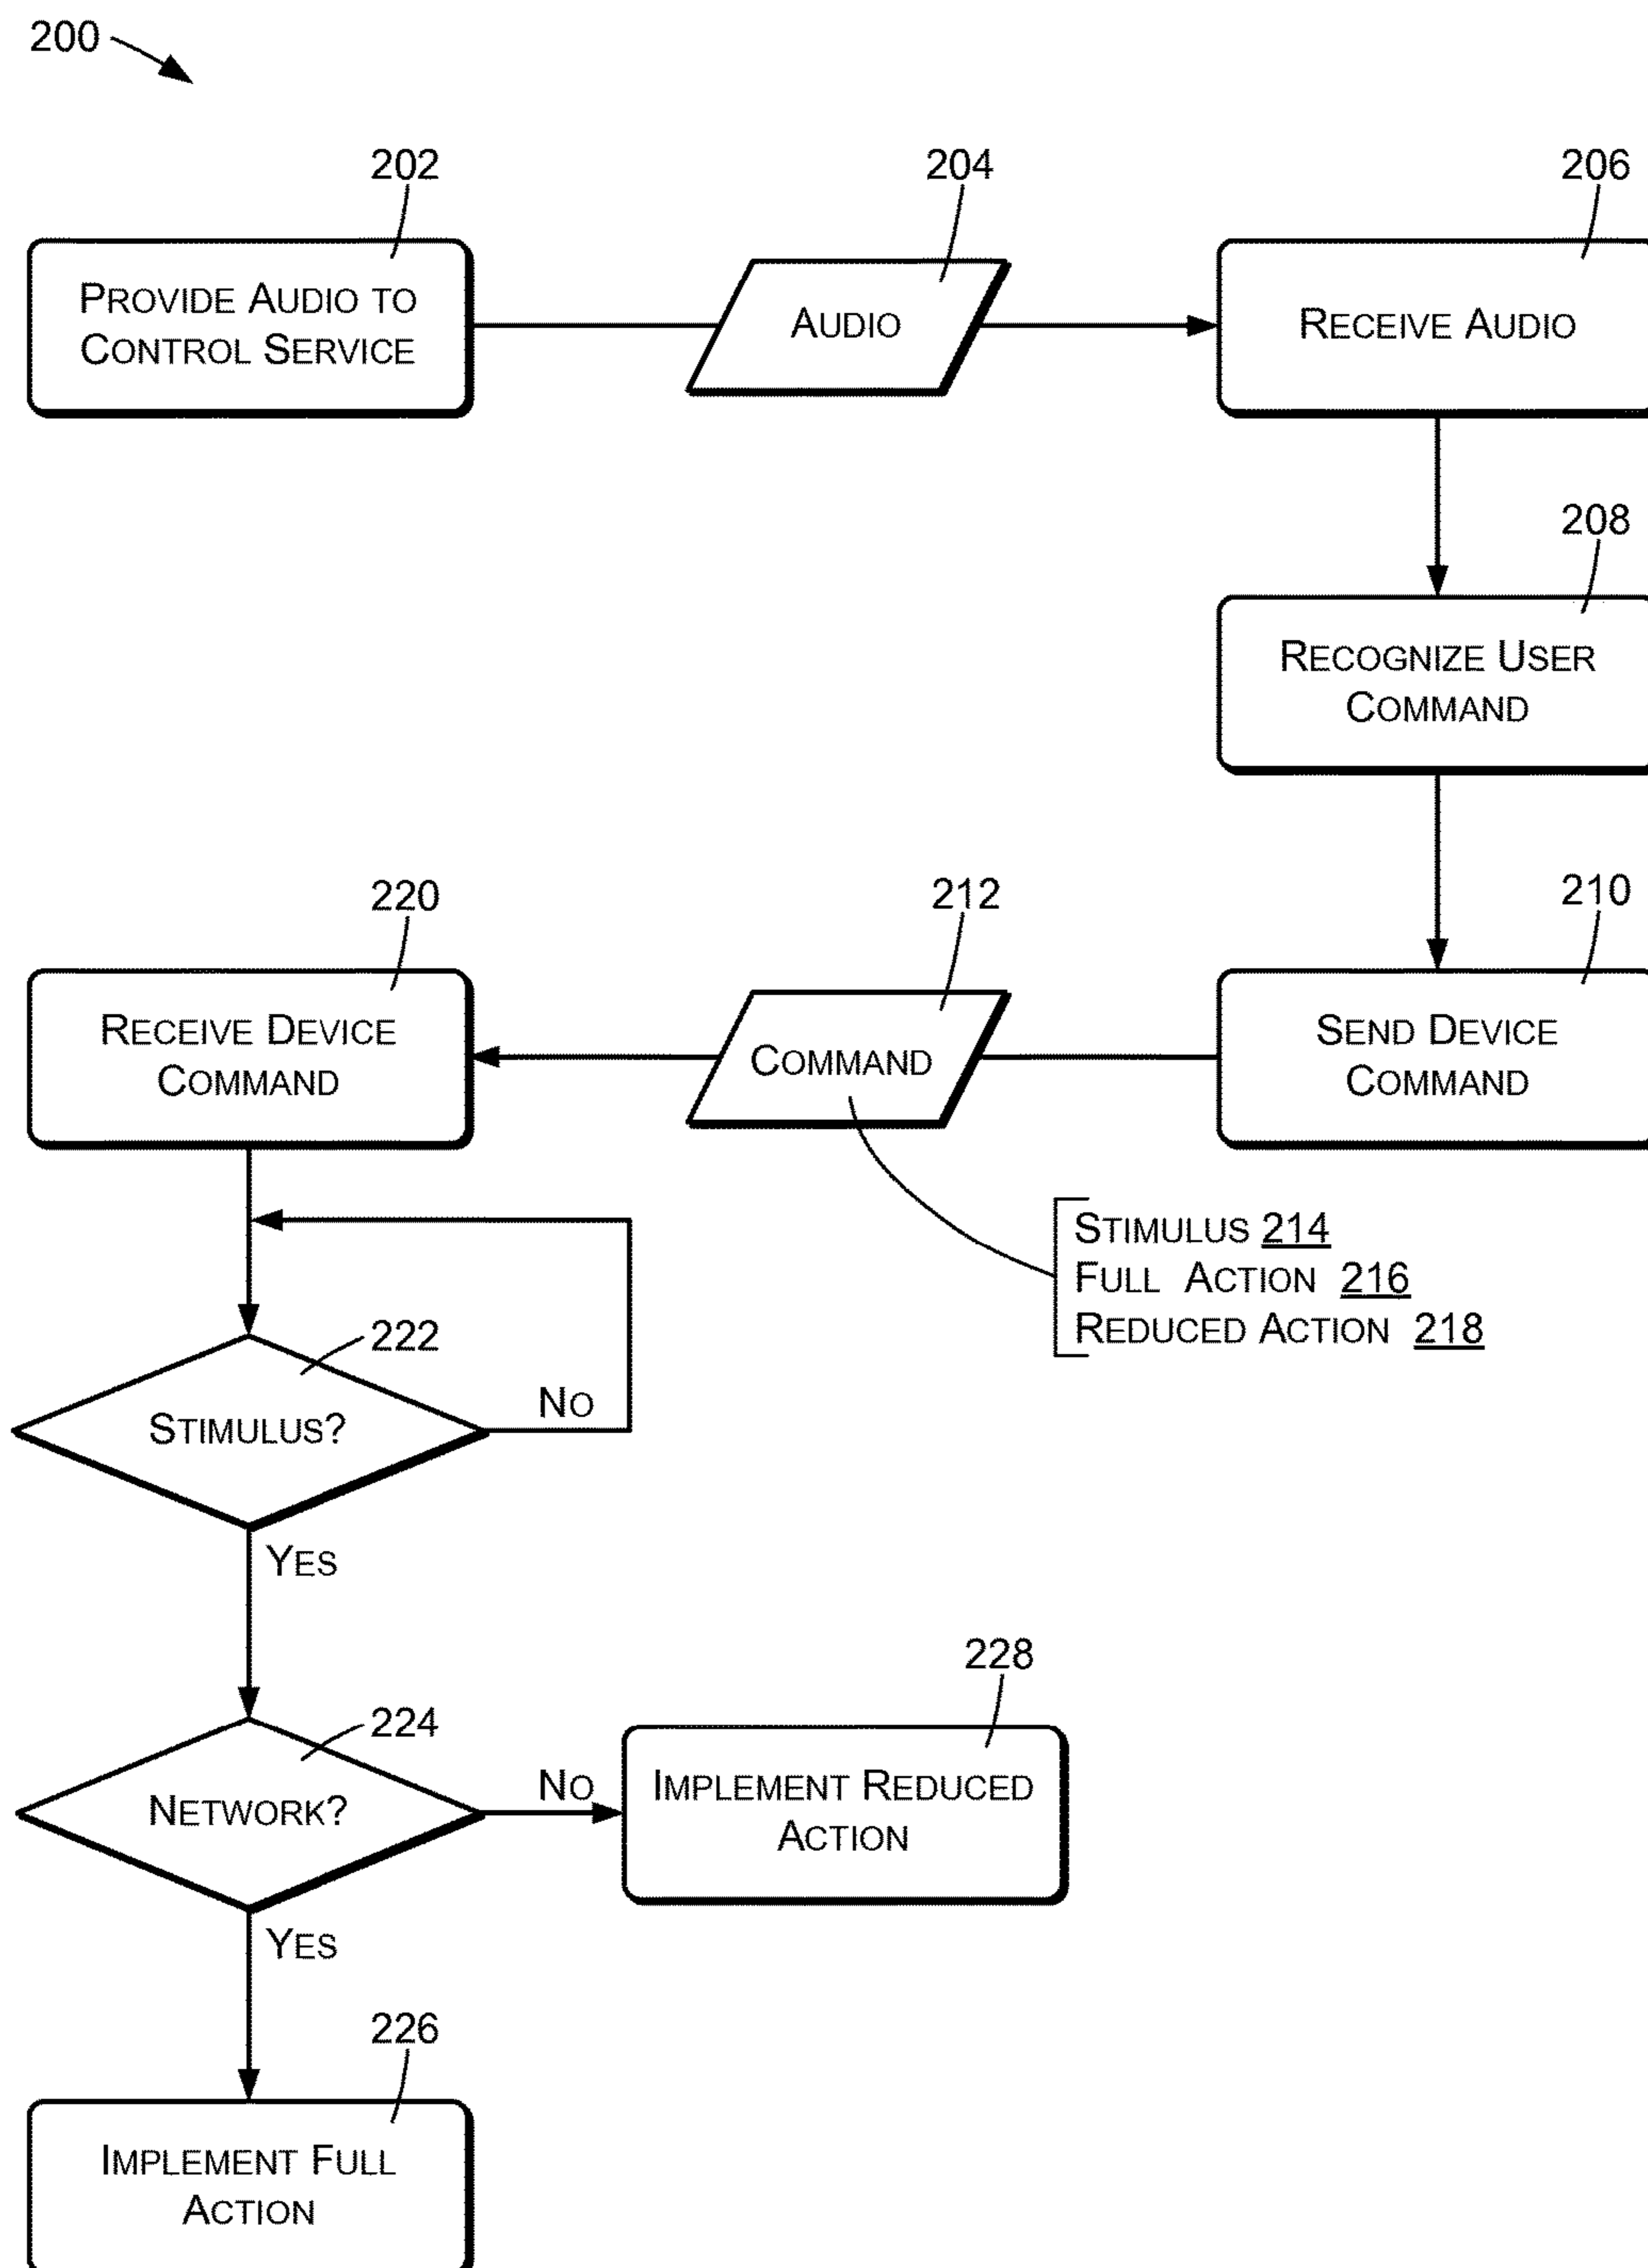 200
202
204
206
PROVIDE AUDIO TO
CONTROL SERVICE
AUDIO
RECEIVE AUDIO
208
RECOGNIZE USER
COMMAND
220
212
210
RECEIVE DEVICE
COMMAND
COMMAND
SEND DEVICE
COMMAND
STIMULUS 214
FULL ACTION 216
REDUCED ACTION 218
222
STIMULUS?
NO
YES
228
224
NETWORK?
NO
IMPLEMENT REDUCED
ACTION
YES
226
IMPLEMENT FULL
ACTION